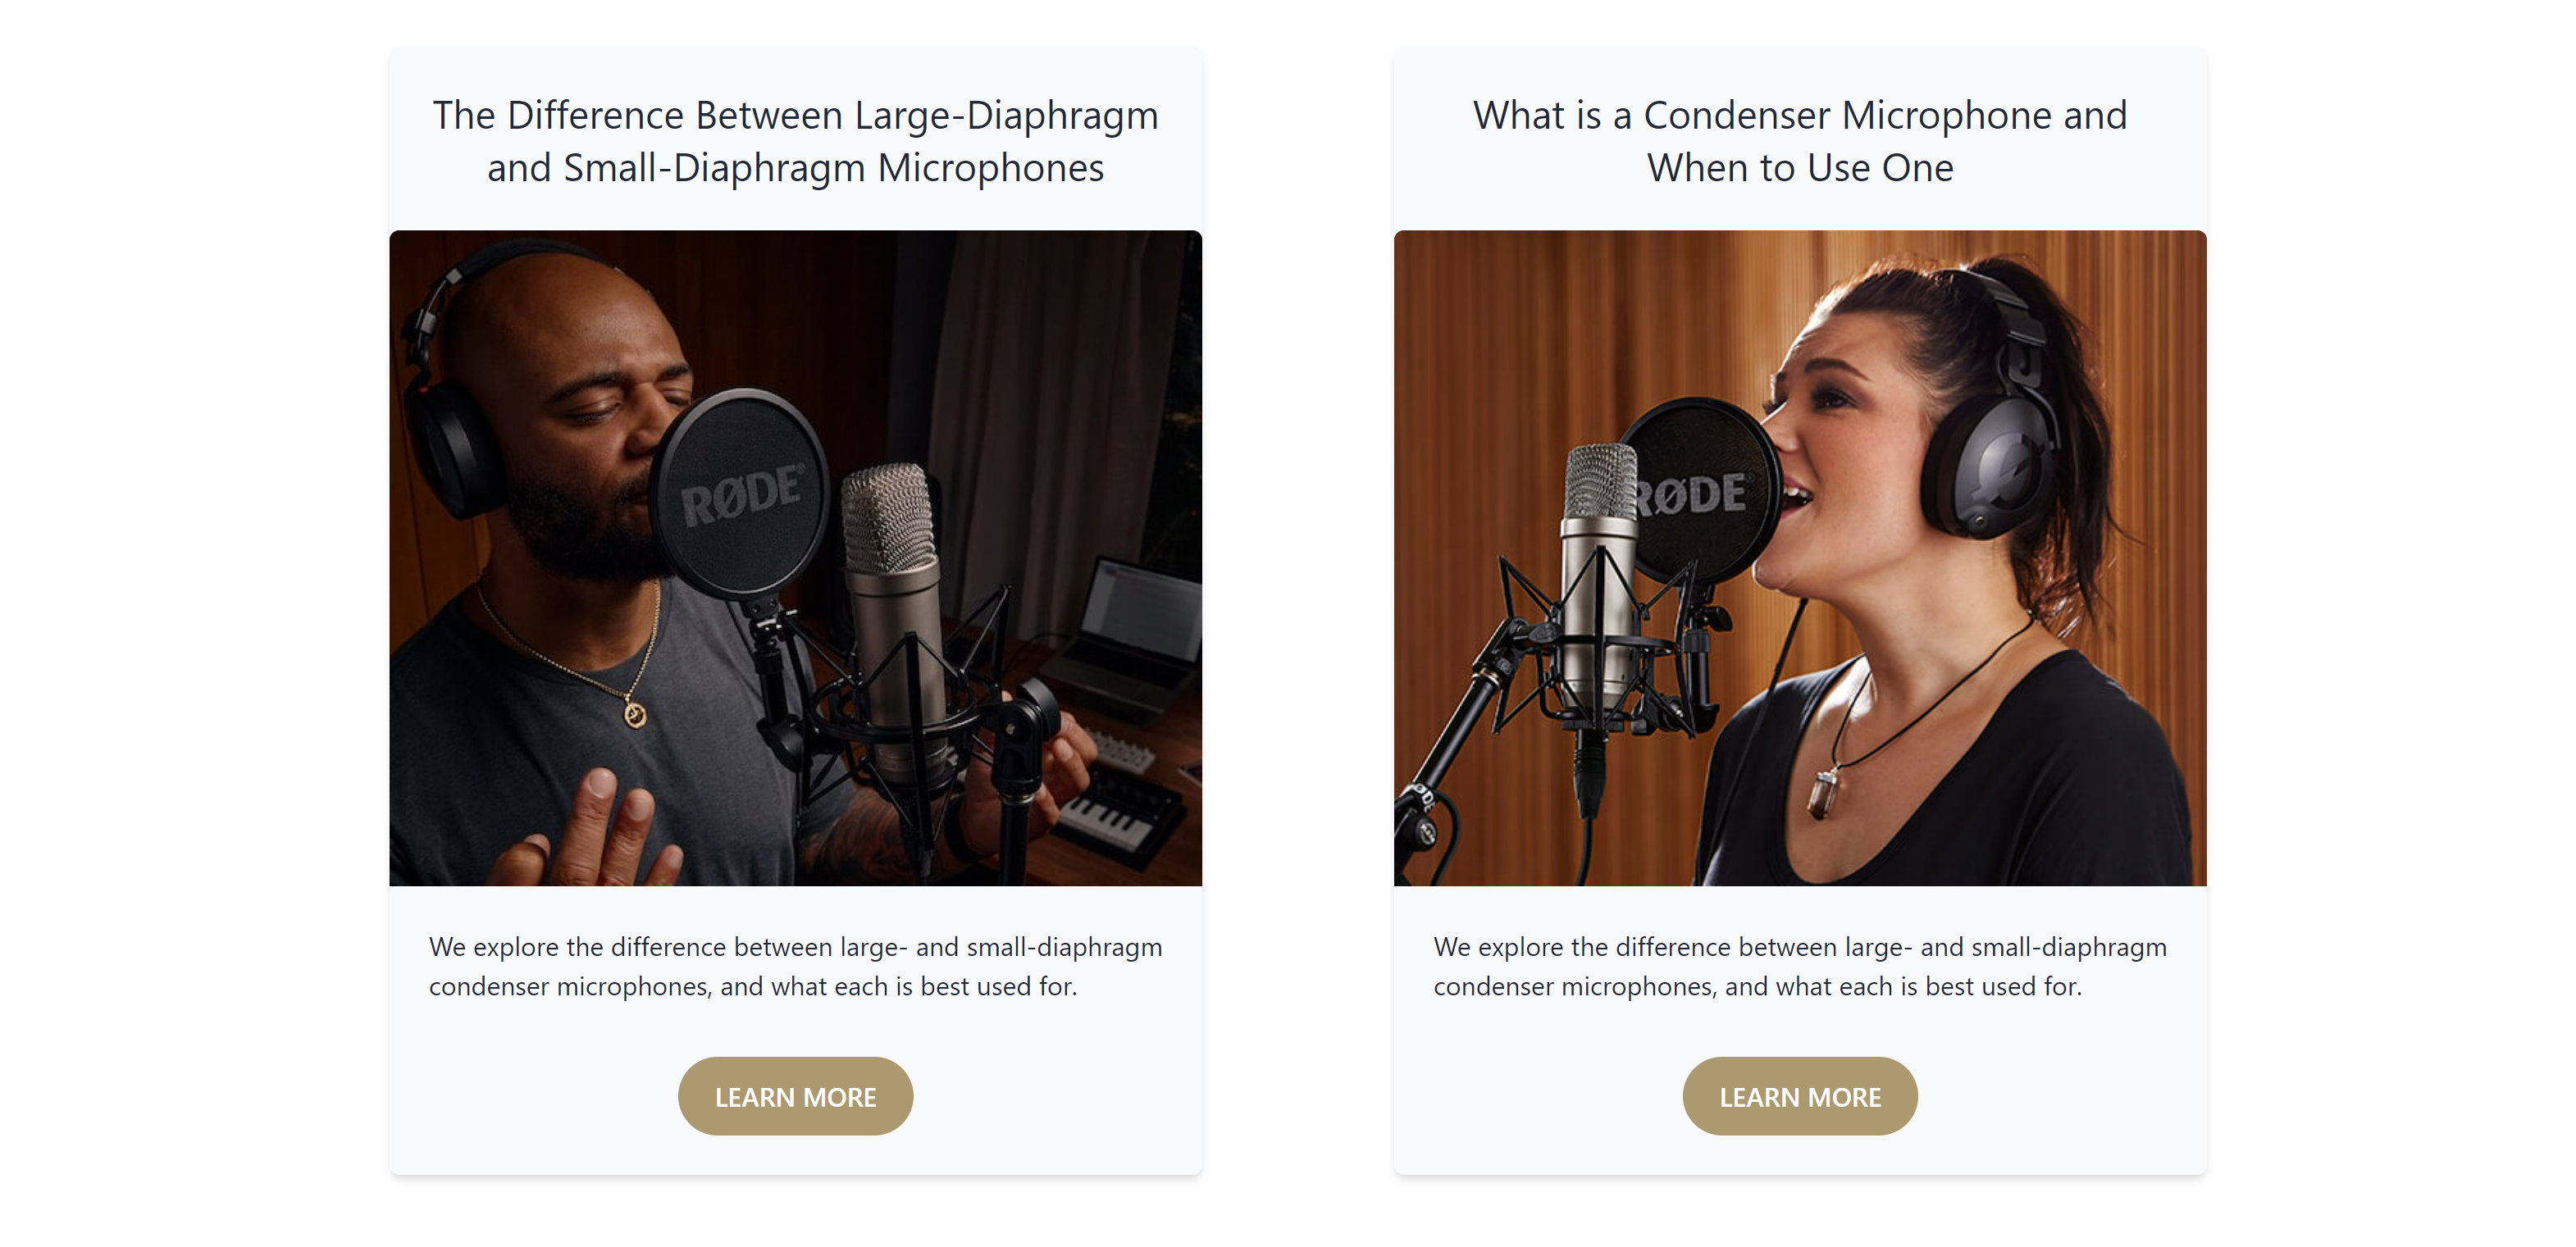 The Difference Between Large-Diaphragm
and Small-Diaphragm Microphones
RØDE®
We explore the difference between large- and small-diaphragm
condenser microphones, and what each is best used for.
LEARN MORE
What is a Condenser Microphone and
When to Use One
RØDE
We explore the difference between large- and small-diaphragm
condenser microphones, and what each is best used for.
LEARN MORE